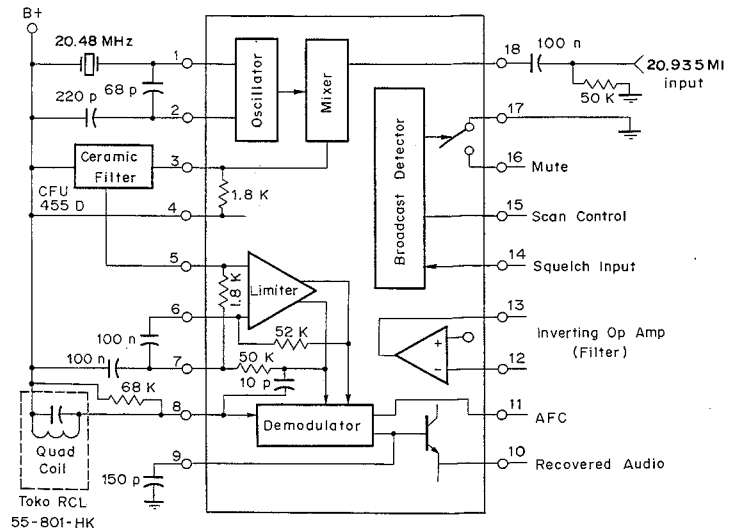 B+
20.48 MHz
68 p
220 p
1
2
Ceramic
Filter
CFU
455 D
3
4
5
6
7
8
9
100 n
100 n
68 K
Quad
Coil
Toko RCL
55-801-HK
150 p
Oscillator
Mixer
1.8 K
1.8 K
Limiter
52 K
50 K
10 p
Demodulator
Broadcast Detector
+
−
18
100 n
20.935 MI
input
50 K
17
16
Mute
15
Scan Control
14
Squelch Input
13
Inverting Op Amp
(Filter)
12
11
AFC
10
Recovered Audio